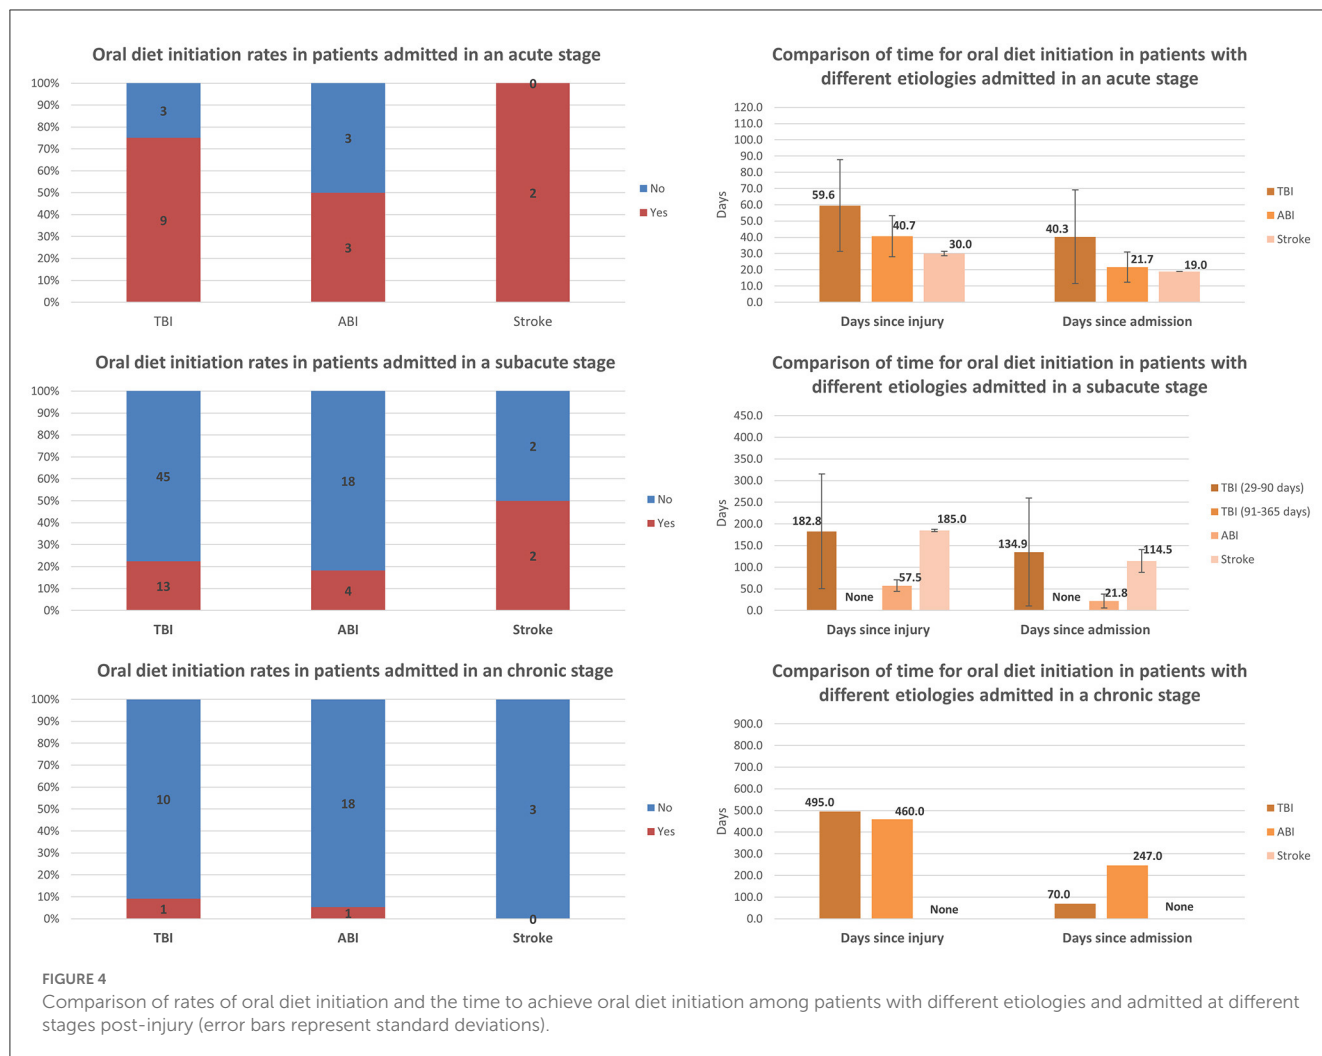 Oral diet initiation rates in patients admitted in an acute stage
100%
90%
80%
70%
60%
50%
40%
30%
20%
10%
0%
3
9
3
3
0
2
TBI
ABI
Stroke
No
Yes
Comparison of time for oral diet initiation in patients with
different etiologies admitted in an acute stage
120.0
110.0
100.0
90.0
80.0
70.0
60.0
50.0
40.0
30.0
20.0
10.0
0.0
Days
59.6
40.7
30.0
40.3
21.7
19.0
Days since injury
Days since admission
TBI
ABI
Stroke
Oral diet initiation rates in patients admitted in a subacute stage
100%
90%
80%
70%
60%
50%
40%
30%
20%
10%
0%
45
13
18
4
2
2
TBI
ABI
Stroke
No
Yes
Comparison of time for oral diet initiation in patients with
different etiologies admitted in a subacute stage
450.0
400.0
350.0
300.0
250.0
200.0
150.0
100.0
50.0
0.0
Days
182.8
None
57.5
185.0
134.9
None
21.8
114.5
Days since injury
Days since admission
TBI (29-90 days)
TBI (91-365 days)
ABI
Stroke
Oral diet initiation rates in patients admitted in an chronic stage
100%
90%
80%
70%
60%
50%
40%
30%
20%
10%
0%
10
1
18
1
3
0
TBI
ABI
Stroke
No
Yes
Comparison of time for oral diet initiation in patients with
different etiologies admitted in a chronic stage
900.0
800.0
700.0
600.0
500.0
400.0
300.0
200.0
100.0
0.0
Days
495.0
460.0
None
70.0
247.0
None
Days since injury
Days since admission
TBI
ABI
Stroke
FIGURE 4
Comparison of rates of oral diet initiation and the time to achieve oral diet initiation among patients with different etiologies and admitted at different
stages post-injury (error bars represent standard deviations).